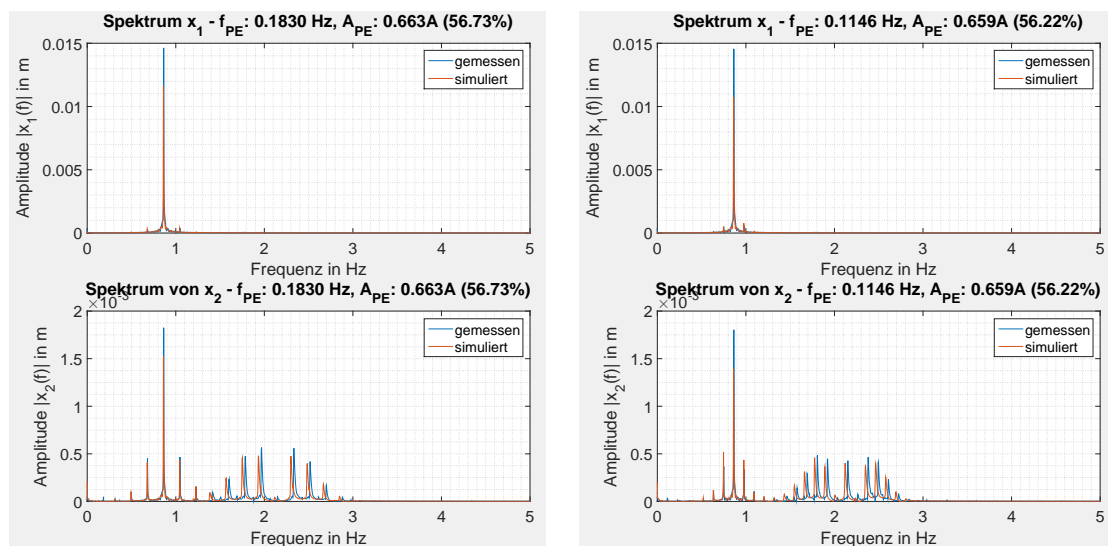 Spektrum x1 - fPE: 0.1830 Hz, APE: 0.663A (56.73%)
0.015
0.01
0.005
0
Amplitude |x1(f)| in m
gemessen
simuliert
0 1 2 3 4 5
Frequenz in Hz
Spektrum x1 - fPE: 0.1146 Hz, APE: 0.659A (56.22%)
0.015
0.01
0.005
0
Amplitude |x1(f)| in m
gemessen
simuliert
0 1 2 3 4 5
Frequenz in Hz
Spektrum von x2 - fPE: 0.1830 Hz, APE: 0.663A (56.73%)
×10-3
2
1.5
1
0.5
0
Amplitude |x2(f)| in m
gemessen
simuliert
0 1 2 3 4 5
Frequenz in Hz
Spektrum von x2 - fPE: 0.1146 Hz, APE: 0.659A (56.22%)
×10-3
2
1.5
1
0.5
0
Amplitude |x2(f)| in m
gemessen
simuliert
0 1 2 3 4 5
Frequenz in Hz